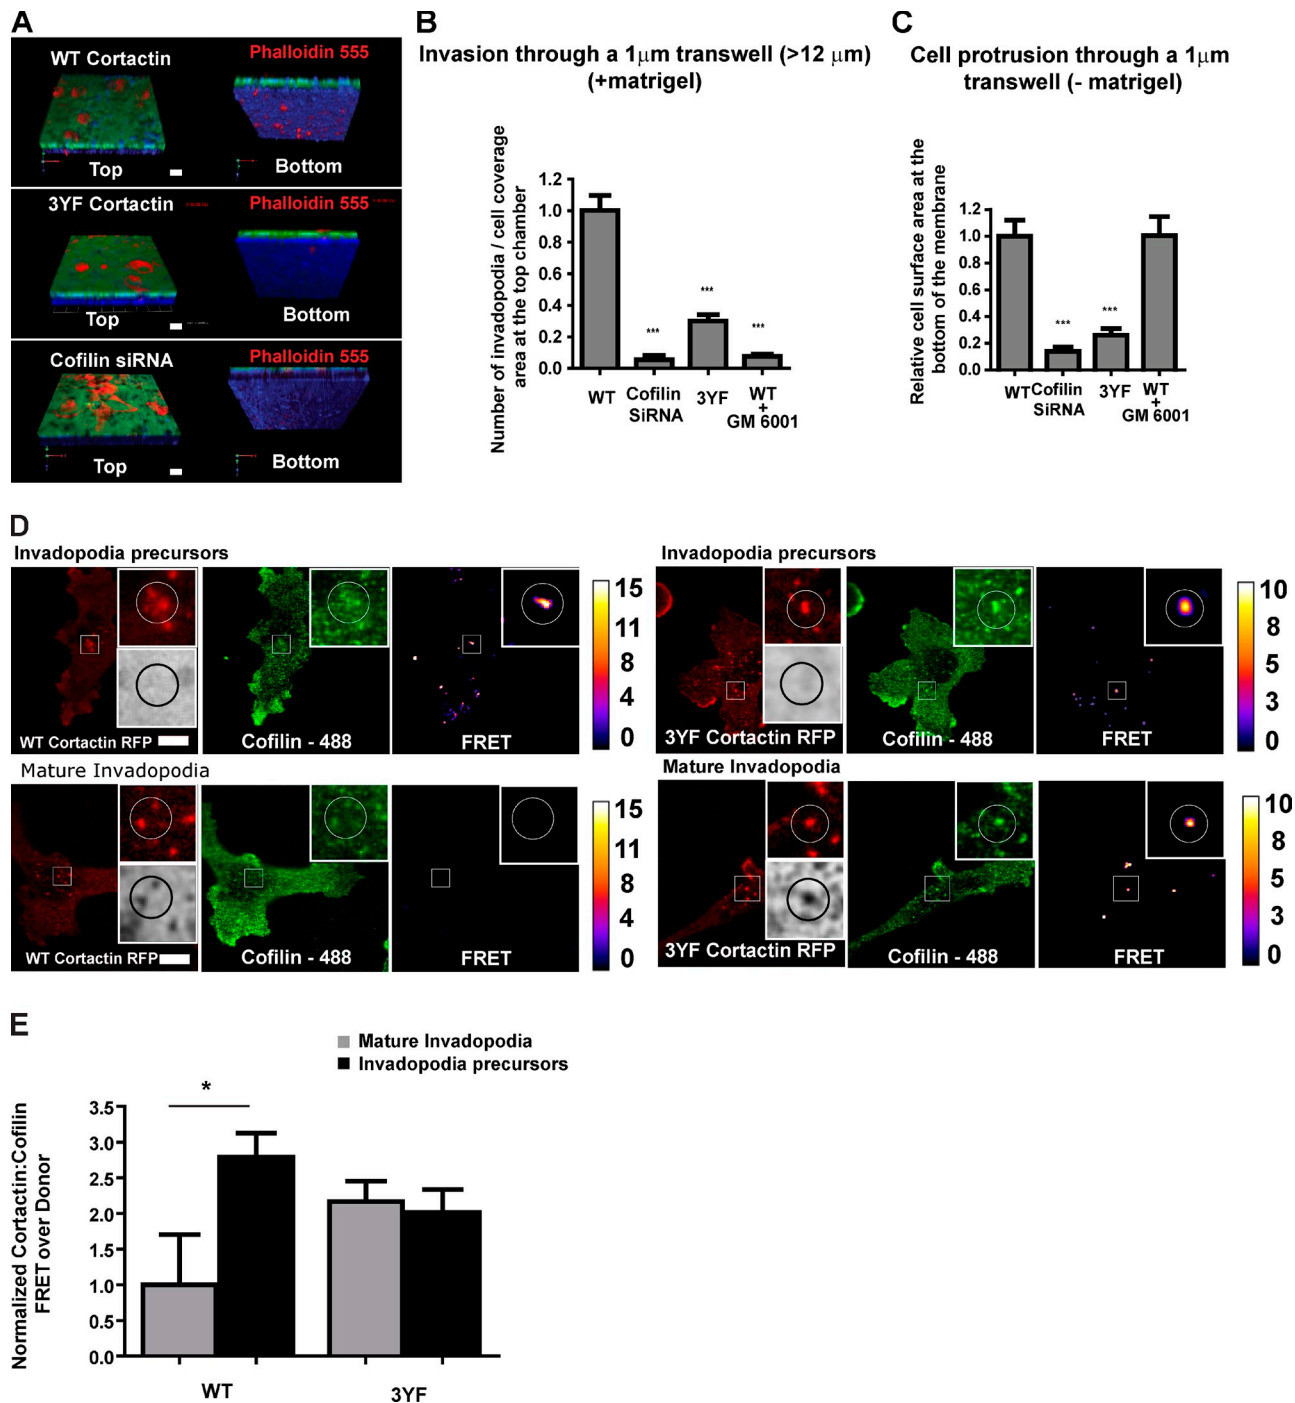 A
WT Cortactin
Phalloidin 555
Top
Bottom
3YF Cortactin
Phalloidin 555
Top
Bottom
Cofilin siRNA
Phalloidin 555
Top
Bottom
B
Invasion through a 1μm transwell (>12 μm)
(+matrigel)
Number of invadopodia / cell coverage
area at the top chamber
1.2
1.0
0.8
0.6
0.4
0.2
0
***
***
***
WT
Cofilin
SiRNA
3YF
WT
+
GM 6001
C
Cell protrusion through a 1μm
transwell (- matrigel)
Relative cell surface area at the
bottom of the membrane
1.2
1.0
0.8
0.6
0.4
0.2
0.0
***
***
WT
Cofilin
SiRNA
3YF
WT
+
GM 6001
D
Invadopodia precursors
WT Cortactin RFP
Cofilin - 488
FRET
15
11
8
4
0
Invadopodia precursors
3YF Cortactin RFP
Cofilin - 488
FRET
10
8
5
3
0
Mature Invadopodia
WT Cortactin RFP
Cofilin - 488
FRET
15
11
8
4
0
Mature Invadopodia
3YF Cortactin RFP
Cofilin - 488
FRET
10
8
5
3
0
E
Mature Invadopodia
Invadopodia precursors
Normalized Cortactin:Cofilin
FRET over Donor
3.5
3.0
2.5
2.0
1.5
1.0
0.5
0.0
*
WT
3YF